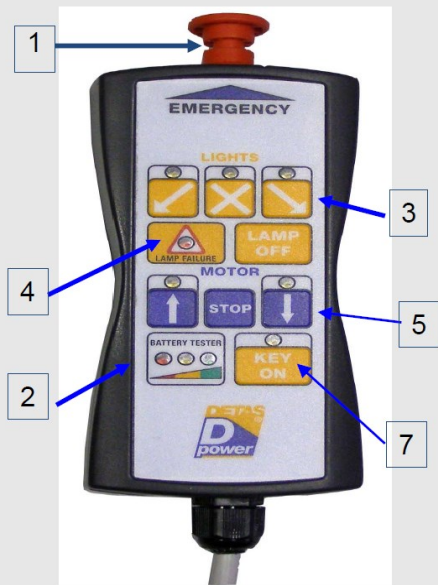 1
EMERGENCY
LIGHTS
3
LAMP FAILURE
LAMP
OFF
4
MOTOR
STOP
5
BATTERY TESTER
KEY
ON
2
7
DETAS
D
power